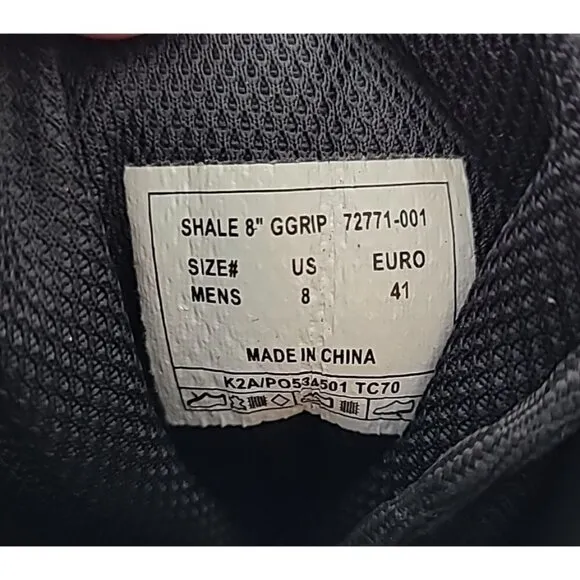 SHALE 8" GGRIP 72771-001
SIZE# US EURO
MENS 8 41
MADE IN CHINA
K2A/PO534501 TC70